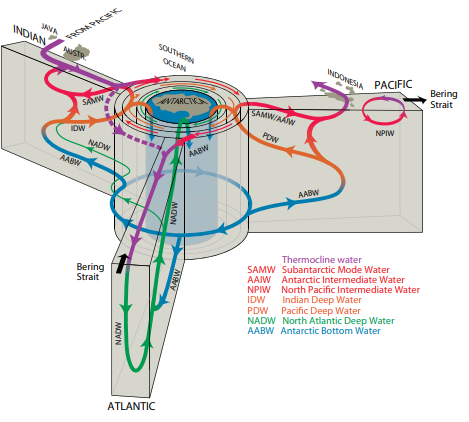 INDIAN
JAVA
FROM PACIFIC
AUSTR.
SOUTHERN
OCEAN
ANTARCTICA
INDONESIA
PACIFIC
Bering
Strait
SAMW
SAMW/AAIW
NPIW
IDW
PDW
NADW
AABW
AABW
AABW
NADW
AABW
Bering
Strait
NADW
ATLANTIC
Thermocline water
SAMW Subantarctic Mode Water
AAIW Antarctic Intermediate Water
NPIW North Pacific Intermediate Water
IDW Indian Deep Water
PDW Pacific Deep Water
NADW North Atlantic Deep Water
AABW Antarctic Bottom Water